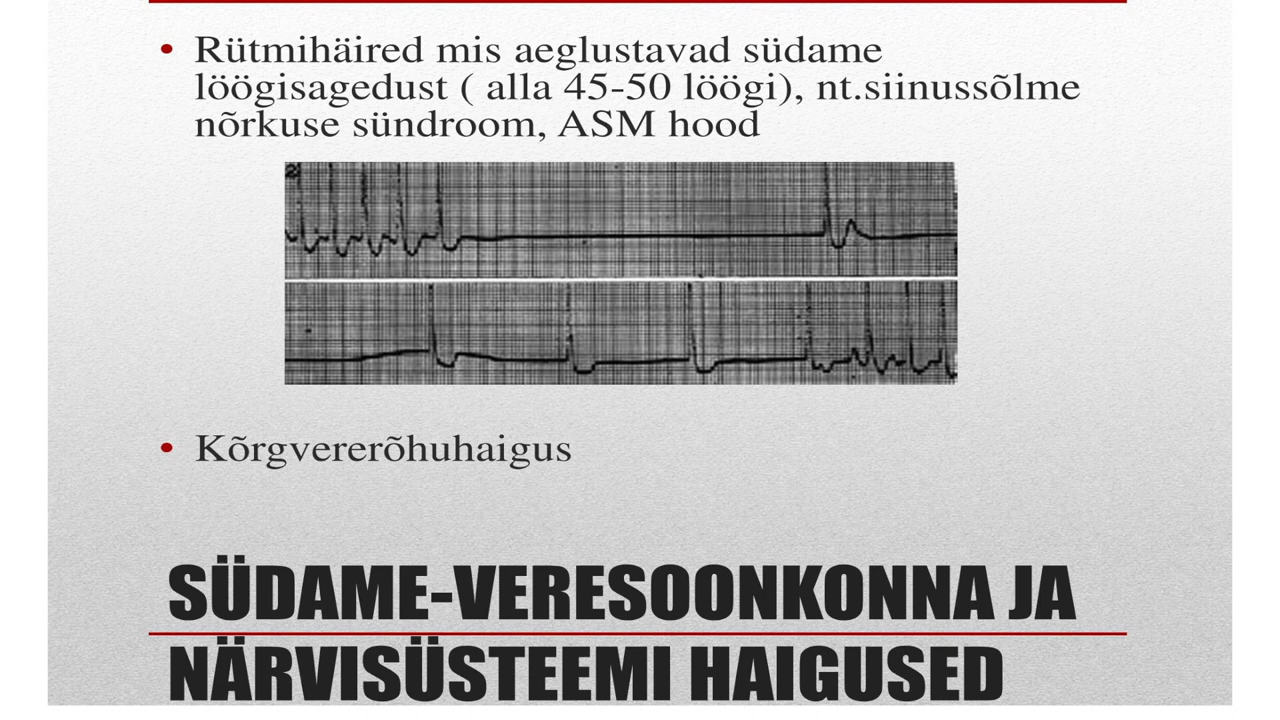 • Rütmihäired mis aeglustavad südame
löögisagedust ( alla 45-50 löögi), nt.siinussõlme
nõrkuse sündroom, ASM hood
2
• Kõrgvererõhuhaigus
SÜDAME-VERESOONKONNA JA
NÄRVISÜSTEEMI HAIGUSED